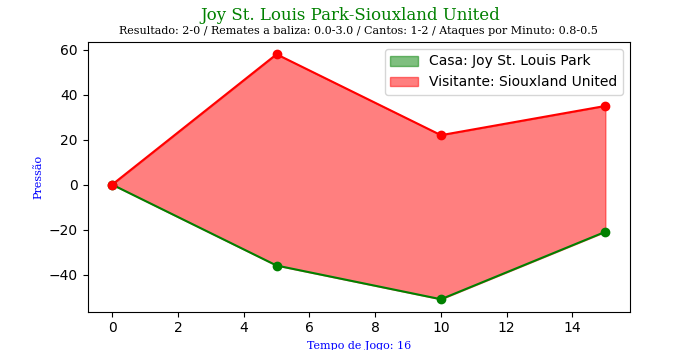 Joy St. Louis Park-Siouxland United
Resultado: 2-0 / Remates a baliza: 0.0-3.0 / Cantos: 1-2 / Ataques por Minuto: 0.8-0.5
Casa: Joy St. Louis Park
Visitante: Siouxland United
Pressão
60
40
20
0
−20
−40
0 2 4 6 8 10 12 14
Tempo de Jogo: 16